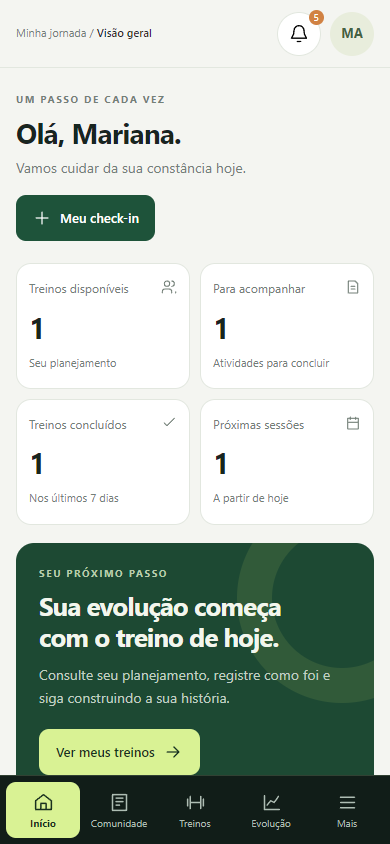 Minha jornada / Visão geral
5
MA
UM PASSO DE CADA VEZ
Olá, Mariana.
Vamos cuidar da sua constância hoje.
Meu check-in
Treinos disponíveis
1
Seu planejamento
Para acompanhar
1
Atividades para concluir
Treinos concluídos
1
Nos últimos 7 dias
Próximas sessões
1
A partir de hoje
SEU PRÓXIMO PASSO
Sua evolução começa
com o treino de hoje.
Consulte seu planejamento, registre como foi e
siga construindo a sua história.
Ver meus treinos
Início
Comunidade
Treinos
Evolução
Mais